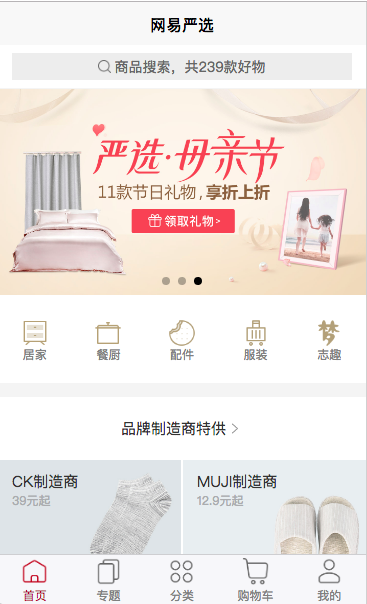 网易严选
商品搜索，共239款好物
严选·母亲节
11款节日礼物，享折上折
领取礼物>
梦
居家 餐厨 配件 服装 志趣
品牌制造商特供 >
CK制造商 MUJI制造商
39元起 12.9元起
首页 专题 分类 购物车 我的